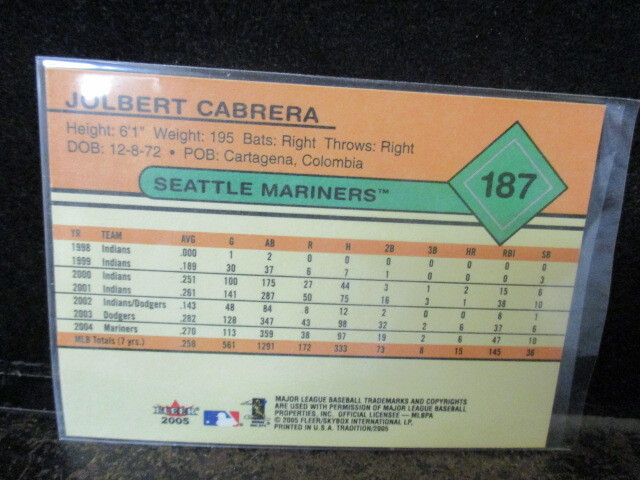 JOLBERT CABRERA
Height: 6'1" Weight: 195 Bats: Right Throws: Right
DOB: 12-8-72 • POB: Cartagena, Colombia
SEATTLE MARINERS™
187
YR TEAM AVG G AB R H 2B 3B HR RBI SB
1998 Indians .000 1 2 0 0 0 0 0 0 0
1999 Indians .189 30 37 6 7 1 0 0 0 3
2000 Indians .251 100 175 27 44 3 1 2 15 6
2001 Indians .261 141 287 50 75 16 3 1 38 10
2002 Indians/Dodgers .143 48 84 8 12 2 0 0 8 1
2003 Dodgers .282 128 347 43 98 32 2 6 37 6
2004 Mariners .270 113 359 38 97 19 2 6 47 10
MLB Totals (7 yrs.) .258 561 1291 172 333 73 8 15 145 36
FLEER
2005
MAJOR LEAGUE BASEBALL TRADEMARKS AND COPYRIGHTS
ARE USED WITH PERMISSION OF MAJOR LEAGUE BASEBALL
PROPERTIES, INC. OFFICIAL LICENSEE — MLBPA
© 2005 FLEER/SKYBOX INTERNATIONAL LP.
PRINTED IN U.S.A. TRADITION/2005